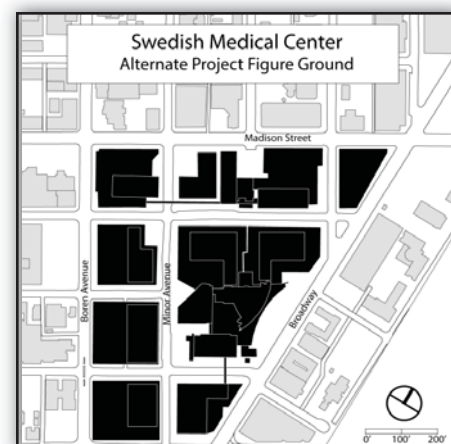 Swedish Medical Center
Alternate Project Figure Ground
Madison Street
Boren Avenue
Minor Avenue
Broadway
0' 100' 200'